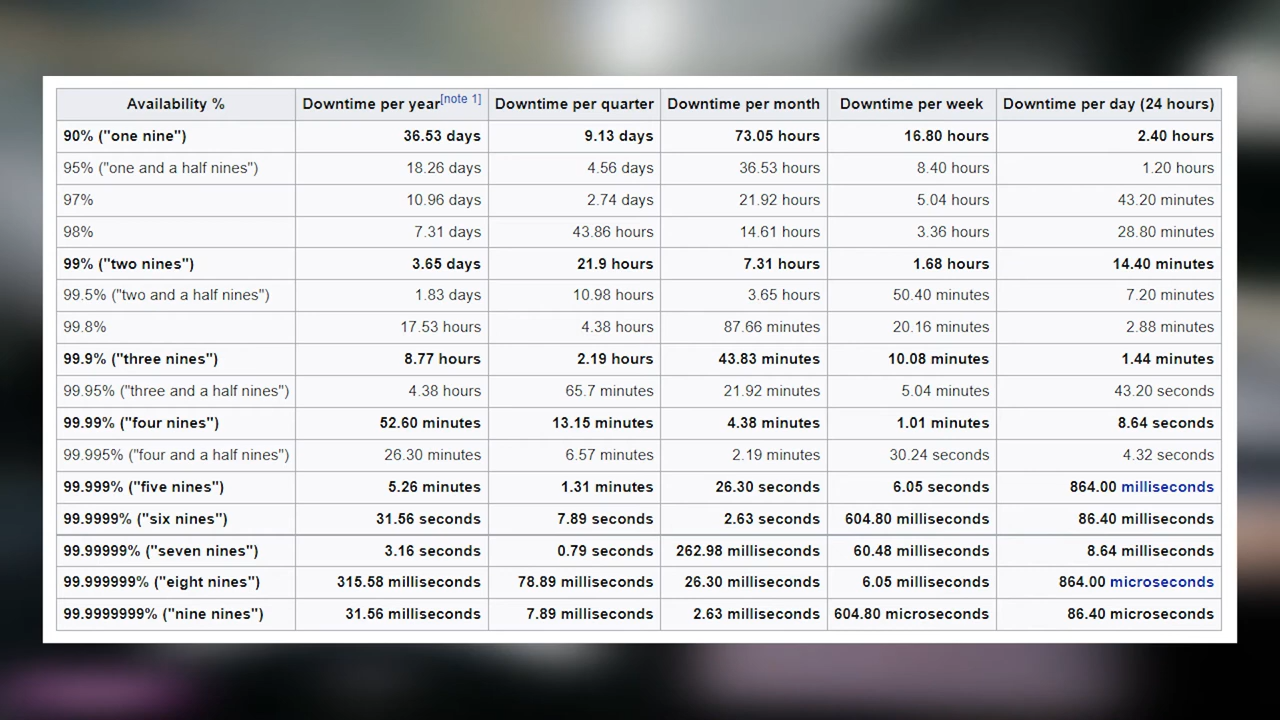 Availability % Downtime per year[note 1] Downtime per quarter Downtime per month Downtime per week Downtime per day (24 hours)
90% ("one nine") 36.53 days 9.13 days 73.05 hours 16.80 hours 2.40 hours
95% ("one and a half nines") 18.26 days 4.56 days 36.53 hours 8.40 hours 1.20 hours
97% 10.96 days 2.74 days 21.92 hours 5.04 hours 43.20 minutes
98% 7.31 days 43.86 hours 14.61 hours 3.36 hours 28.80 minutes
99% ("two nines") 3.65 days 21.9 hours 7.31 hours 1.68 hours 14.40 minutes
99.5% ("two and a half nines") 1.83 days 10.98 hours 3.65 hours 50.40 minutes 7.20 minutes
99.8% 17.53 hours 4.38 hours 87.66 minutes 20.16 minutes 2.88 minutes
99.9% ("three nines") 8.77 hours 2.19 hours 43.83 minutes 10.08 minutes 1.44 minutes
99.95% ("three and a half nines") 4.38 hours 65.7 minutes 21.92 minutes 5.04 minutes 43.20 seconds
99.99% ("four nines") 52.60 minutes 13.15 minutes 4.38 minutes 1.01 minutes 8.64 seconds
99.995% ("four and a half nines") 26.30 minutes 6.57 minutes 2.19 minutes 30.24 seconds 4.32 seconds
99.999% ("five nines") 5.26 minutes 1.31 minutes 26.30 seconds 6.05 seconds 864.00 milliseconds
99.9999% ("six nines") 31.56 seconds 7.89 seconds 2.63 seconds 604.80 milliseconds 86.40 milliseconds
99.99999% ("seven nines") 3.16 seconds 0.79 seconds 262.98 milliseconds 60.48 milliseconds 8.64 milliseconds
99.999999% ("eight nines") 315.58 milliseconds 78.89 milliseconds 26.30 milliseconds 6.05 milliseconds 864.00 microseconds
99.9999999% ("nine nines") 31.56 milliseconds 7.89 milliseconds 2.63 milliseconds 604.80 microseconds 86.40 microseconds